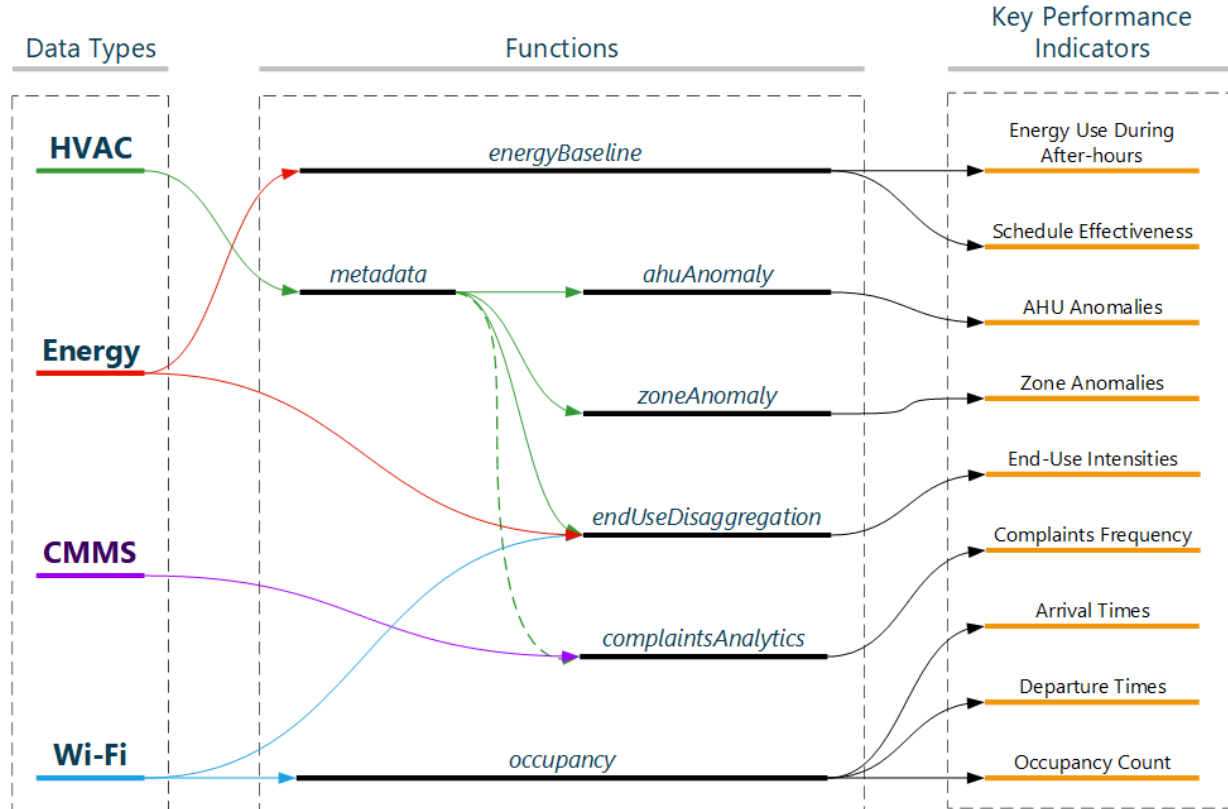 Data Types
Functions
Key Performance
Indicators
HVAC
Energy
CMMS
Wi-Fi
energyBaseline
metadata
ahuAnomaly
zoneAnomaly
endUseDisaggregation
complaintsAnalytics
occupancy
Energy Use During
After-hours
Schedule Effectiveness
AHU Anomalies
Zone Anomalies
End-Use Intensities
Complaints Frequency
Arrival Times
Departure Times
Occupancy Count